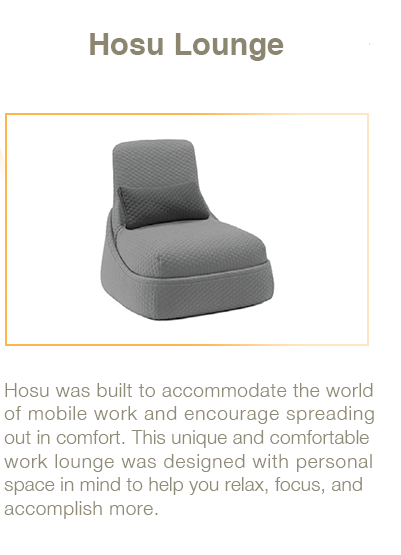 Hosu Lounge
Hosu was built to accommodate the world
of mobile work and encourage spreading
out in comfort. This unique and comfortable
work lounge was designed with personal
space in mind to help you relax, focus, and
accomplish more.